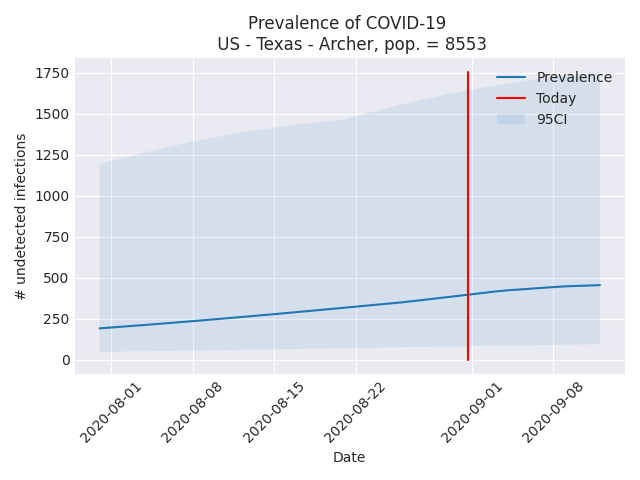 Prevalence of COVID-19
US - Texas - Archer, pop. = 8553
# undetected infections
1750
1500
1250
1000
750
500
250
0
Prevalence
Today
95CI
2020-08-01
2020-08-08
2020-08-15
2020-08-22
2020-09-01
2020-09-08
Date